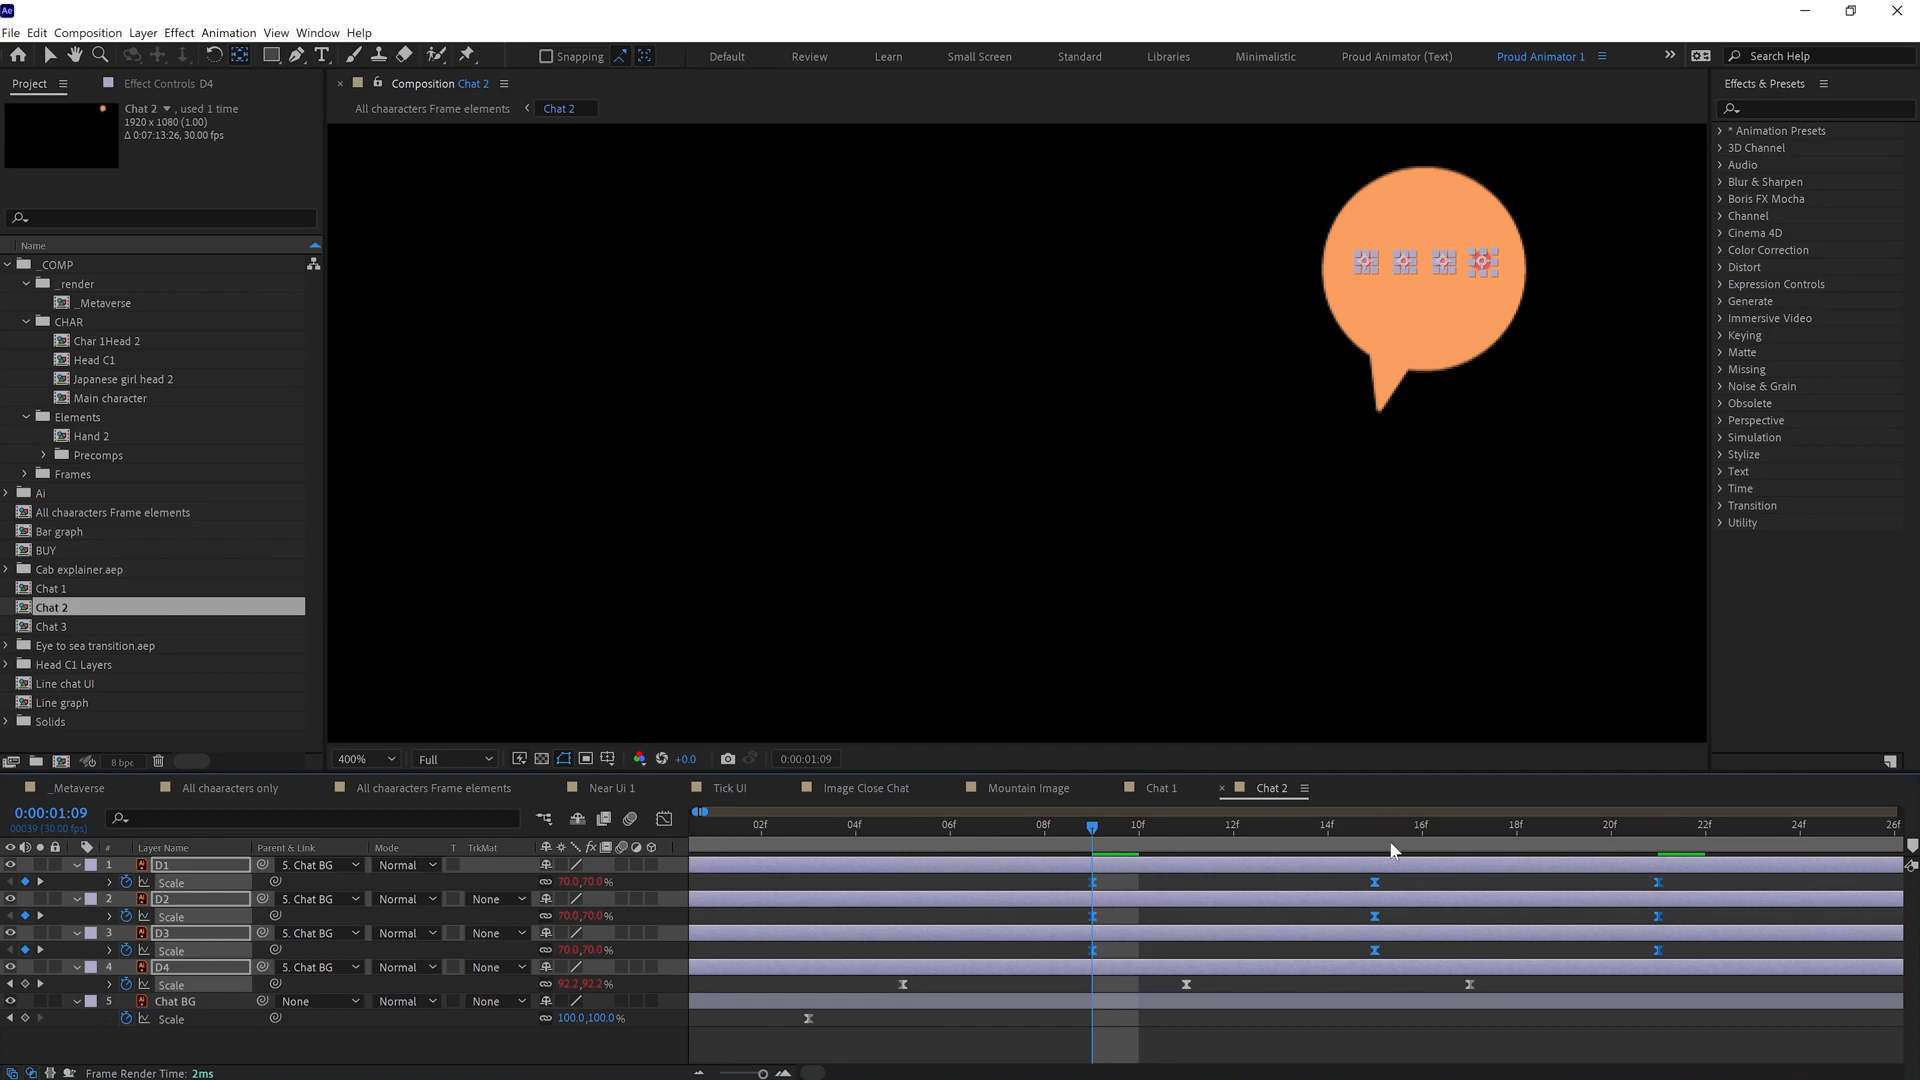 Ae
File Edit Composition Layer Effect Animation View Window Help
Snapping Default Review Learn Small Screen Standard Libraries Minimalistic Proud Animator (Text) Proud Animator 1 Search Help
Project Effect Controls D4
Chat 2 , used 1 time
1920 x 1080 (1.00)
Δ 0:07:13:26, 30.00 fps
Name
_COMP
_render
_Metaverse
CHAR
Char 1Head 2
Head C1
Japanese girl head 2
Main character
Elements
Hand 2
Precomps
Frames
Ai
All chaaracters Frame elements
Bar graph
BUY
Cab explainer.aep
Chat 1
Chat 2
Chat 3
Eye to sea transition.aep
Head C1 Layers
Line chat UI
Line graph
Solids
8 bpc
Composition Chat 2
All chaaracters Frame elements Chat 2
400% Full +0.0 0:00:01:09
Effects & Presets
* Animation Presets
3D Channel
Audio
Blur & Sharpen
Boris FX Mocha
Channel
Cinema 4D
Color Correction
Distort
Expression Controls
Generate
Immersive Video
Keying
Matte
Missing
Noise & Grain
Obsolete
Perspective
Simulation
Stylize
Text
Time
Transition
Utility
_Metaverse All chaaracters only All chaaracters Frame elements Near Ui 1 Tick UI Image Close Chat Mountain Image Chat 1 Chat 2
0:00:01:09
00039 (30.00 fps)
02f 04f 06f 08f 10f 12f 14f 16f 18f 20f 22f 24f 26f
# Layer Name Parent & Link Mode T TrkMat
1 D1 5. Chat BG Normal
Scale 70.0,70.0 %
2 D2 5. Chat BG Normal None
Scale 70.0,70.0 %
3 D3 5. Chat BG Normal None
Scale 70.0,70.0 %
4 D4 5. Chat BG Normal None
Scale 92.2,92.2 %
5 Chat BG None Normal None
Scale 100.0,100.0 %
Frame Render Time: 2ms